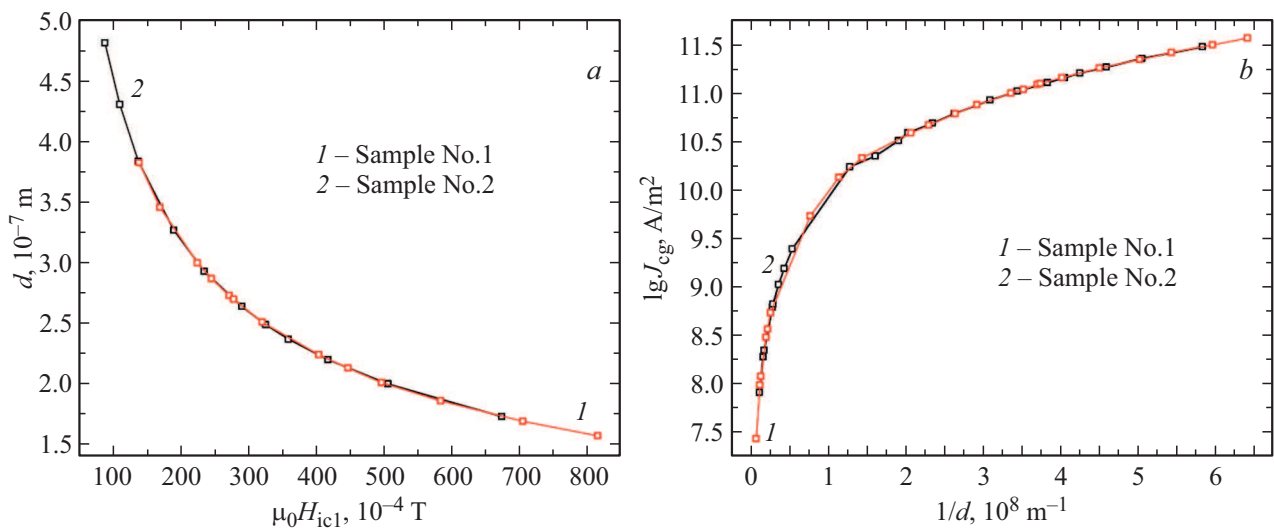 5.0
4.5
4.0
3.5
3.0
2.5
2.0
1.5
d, 10⁻⁷ m
a
2
1 – Sample No.1
2 – Sample No.2
1
100 200 300 400 500 600 700 800
μ₀H_ic1, 10⁻⁴ T
11.5
11.0
10.5
10.0
9.5
9.0
8.5
8.0
7.5
lgJ_cg, A/m²
b
1 – Sample No.1
2 – Sample No.2
2
1
0 1 2 3 4 5 6
1/d, 10⁸ m⁻¹